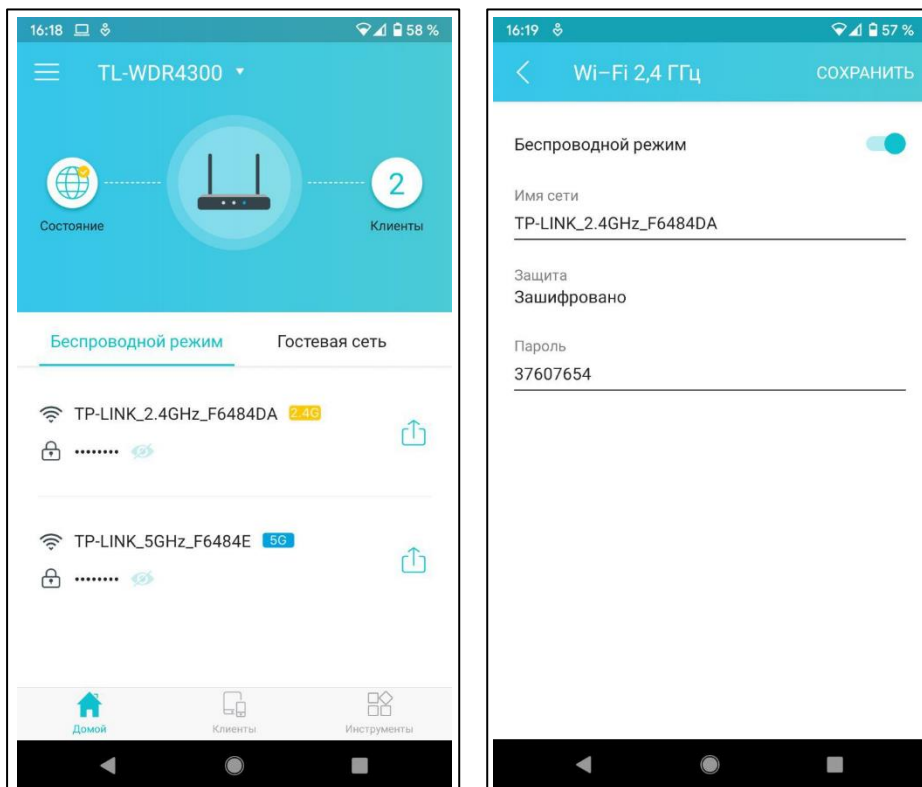 16:18 58 %
TL-WDR4300
2
Состояние
Клиенты
Беспроводной режим Гостевая сеть
TP-LINK_2.4GHz_F6484DA 2.4G
••••••••
TP-LINK_5GHz_F6484E 5G
••••••••
Домой Клиенты Инструменты
16:19 57 %
Wi-Fi 2,4 ГГц СОХРАНИТЬ
Беспроводной режим
Имя сети
TP-LINK_2.4GHz_F6484DA
Защита
Зашифровано
Пароль
37607654